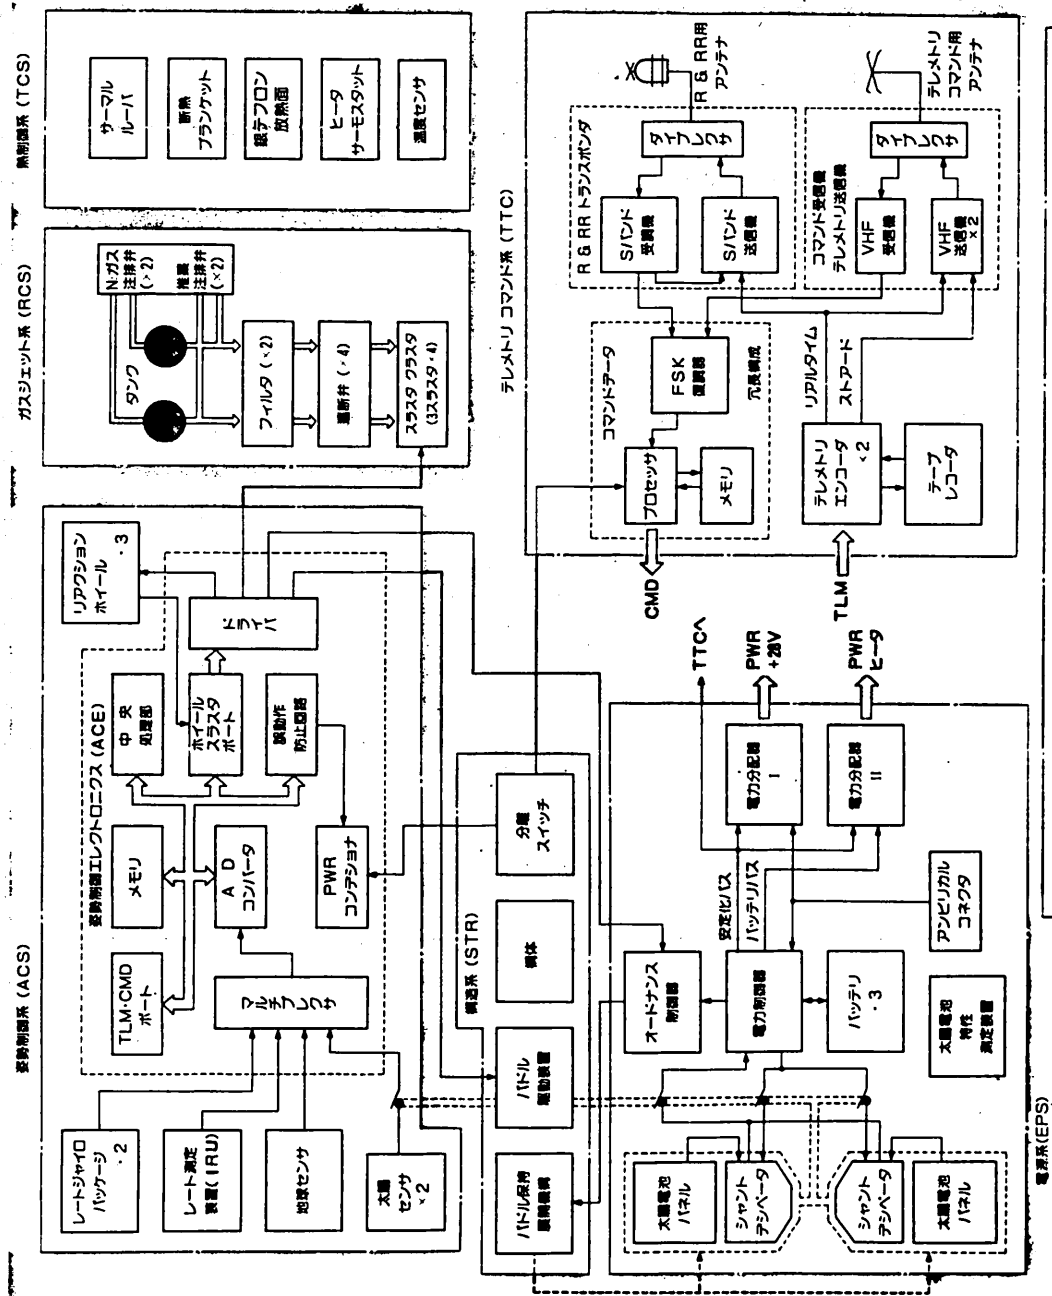 熱制御系 (TCS)
サーマル
ルーバ
断熱
ブランケット
銀テフロン
放熱面
ヒータ
サーモスタット
温度センサ
ガスジェット系 (RCS)
N₂ガス
注排弁
(×2)
推薬
注排弁
(×2)
タンク
フィルタ (×2)
遮断弁 (×4)
スラスタ クラスタ
(3スラスタ×4)
姿勢制御系 (ACS)
リアクション
ホイール ×3
姿勢制御エレクトロニクス (ACE)
ドライバ
中央
処理部
ホイール
スラスタ
ポート
誤動作
防止回路
メモリ
A D
コンバータ
PWR
コンデショナ
TLM・CMD
ポート
マルチプレクサ
レートジャイロ
パッケージ ×2
レート測定
装置(IRU)
地球センサ
太陽
センサ
×2
構造系 (STR)
分離
スイッチ
構体
パドル
駆動装置
パドル保持
展開機構
テレメトリ コマンド系 (TTC)
R & RR用
アンテナ
テレメトリ
コマンド用
アンテナ
R & RR トランスポンダ
ダイプレクサ
Sバンド
受信機
Sバンド
送信機
コマンド受信機
テレメトリ送信機
ダイプレクサ
VHF
受信機
VHF
送信機
×2
コマンドデータ
FSK
復調器
冗長構成
プロセッサ
メモリ
リアルタイム
ストアード
テレメトリ
エンコーダ
×2
テープ
レコーダ
CMD
TLM
TTCへ
PWR
+28V
PWR
ヒータ
電力分配器
I
電力分配器
II
安定化バス
バッテリバス
オードナンス
制御器
電力制御器
バッテリ
×3
アンビリカル
コネクタ
太陽電池
特性
測定装置
太陽電池
パネル
シャント
デシペータ
シャント
デシペータ
太陽電池
パネル
電源系(EPS)